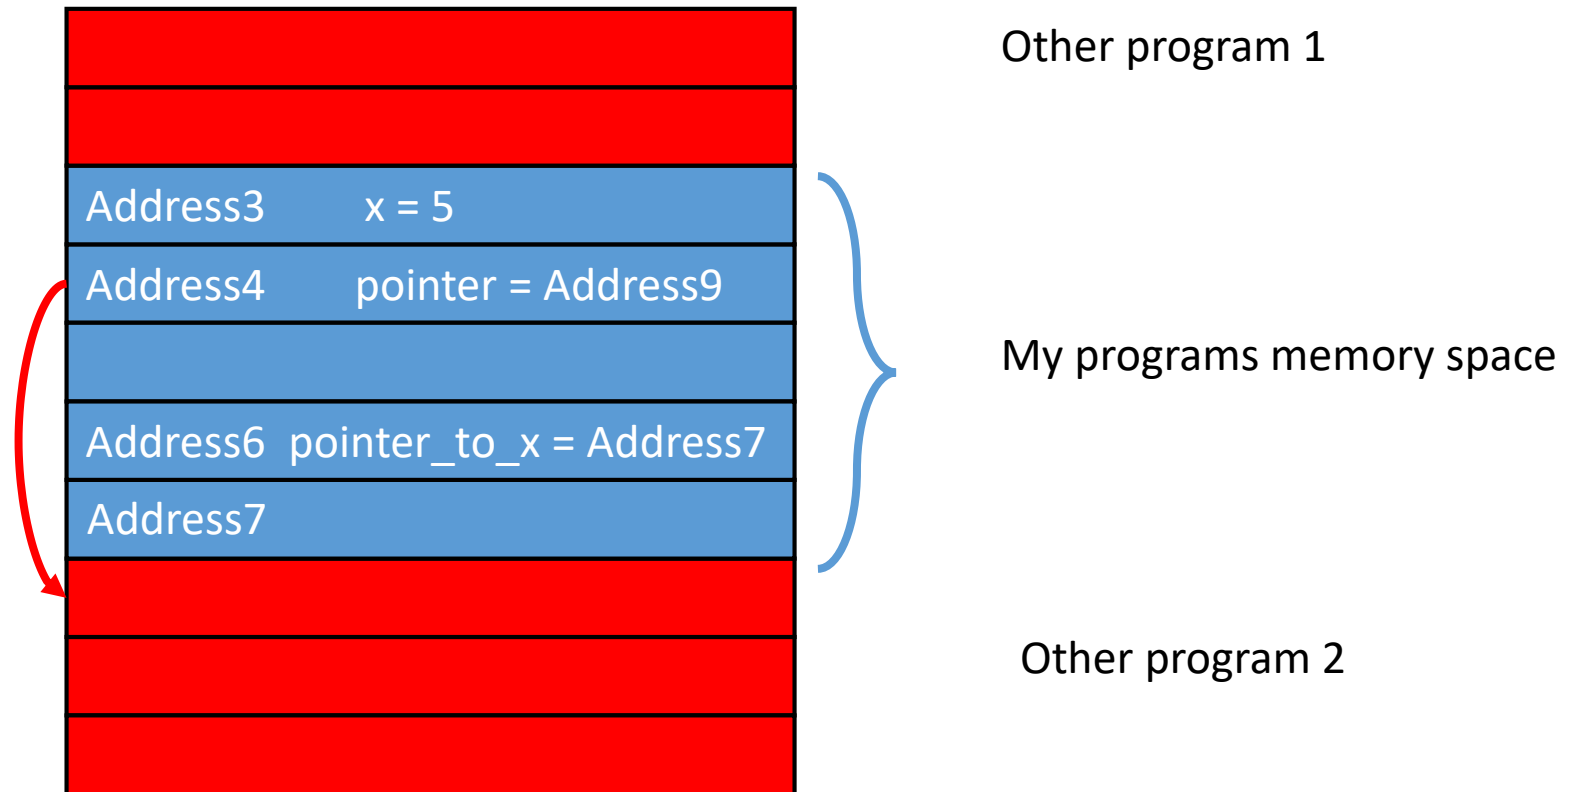 Other program 1
Address3 x = 5
Address4 pointer = Address9
My programs memory space
Address6 pointer_to_x = Address7
Address7
Other program 2